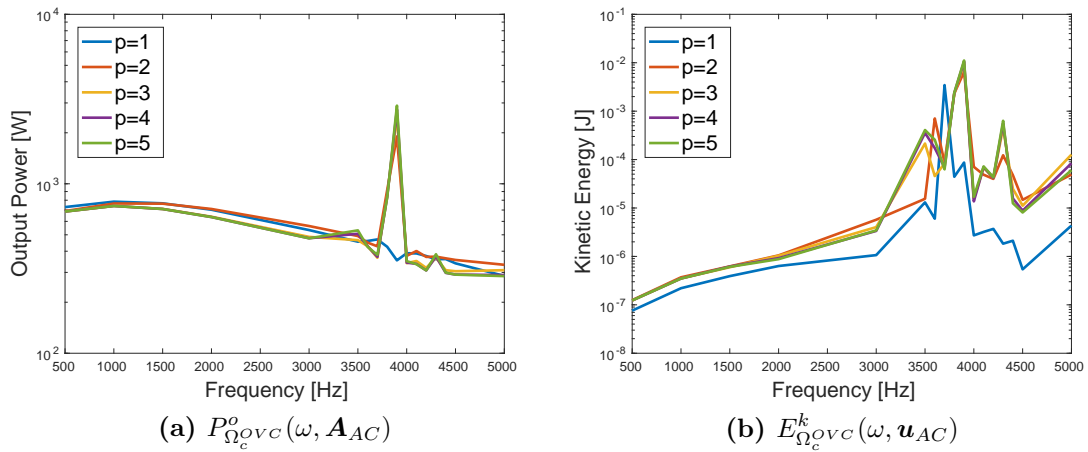 10^4
p=1
p=2
p=3
p=4
p=5
10^3
10^2
Output Power [W]
500 1000 1500 2000 2500 3000 3500 4000 4500 5000
Frequency [Hz]
(a) P^o_{Ω_c^{OVC}}(ω, A_{AC})
10^-1
p=1
p=2
p=3
p=4
p=5
10^-2
10^-3
10^-4
10^-5
10^-6
10^-7
10^-8
Kinetic Energy [J]
500 1000 1500 2000 2500 3000 3500 4000 4500 5000
Frequency [Hz]
(b) E^k_{Ω_c^{OVC}}(ω, u_{AC})